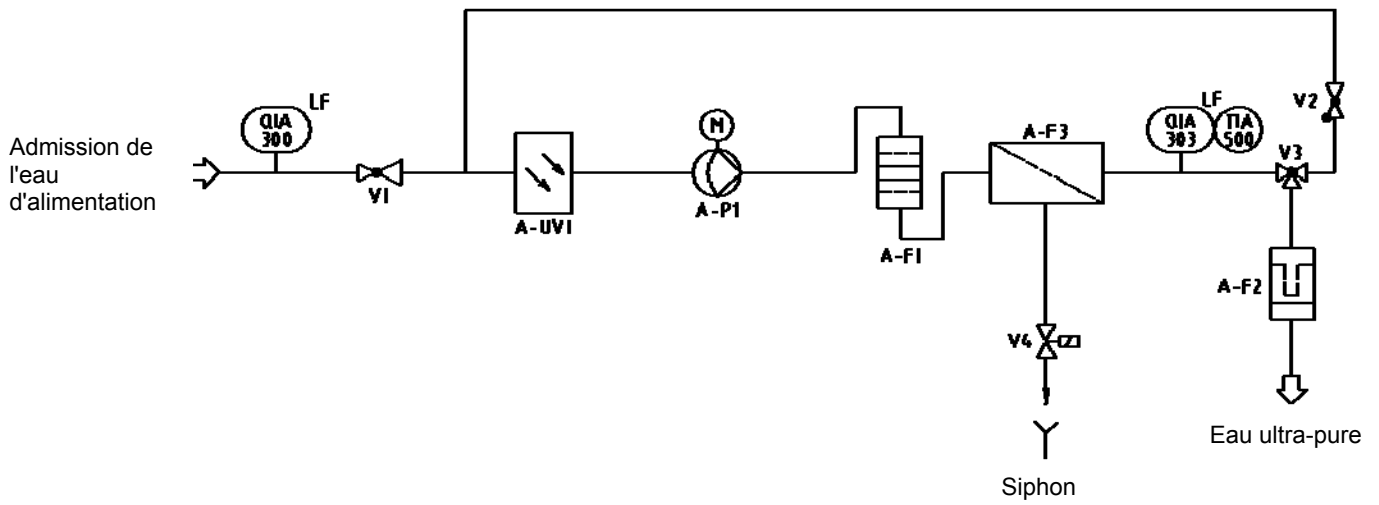 Admission de
l'eau
d'alimentation
LF
QIA
300
V1
A-UV1
M
A-P1
A-F1
A-F3
LF
QIA
303
TIA
500
V2
V3
A-F2
V4
Eau ultra-pure
Siphon